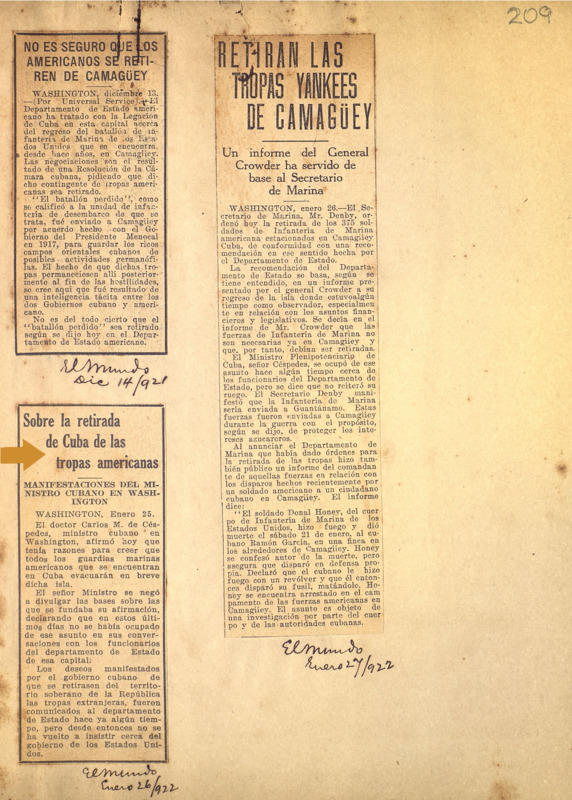 209
NO ES SEGURO QUE LOS
AMERICANOS SE RETI-
REN DE CAMAGÜEY
WASHINGTON, diciembre 13.
—(Por Universal Service).—El
Departamento de Estado ameri-
cano ha tratado con la Legación
de Cuba en esta capital acerca
del regreso del batallón de in-
fantería de Marina de los Esta-
dos Unidos que se encuentra,
desde hace años, en Camagüey.
Las negociaciones son el resul-
tado de una Resolución de la Cá-
mara cubana, pidiendo que di-
cho contingente de tropas ameri-
canas sea retirado.
"El batallón perdido", como
se calificó a la unidad de infan-
tería de desembarco de que se
trata, fué enviado a Camagüey
por acuerdo hecho con el Go-
bierno del Presidente Menocal
en 1917, para guardar los ricos
campos orientales cubanos de
posibles actividades germanófi-
las. El hecho de que dichas tro-
pas permaneciesen allí posterior-
mente al fin de las hostilidades,
se cree aquí que fué resultado de
una inteligencia tácita entre los
dos Gobiernos cubano y ameri-
cano.
No es del todo cierto que el
"batallón perdido" sea retirado
según se dijo hoy en el Depar-
tamento de Estado americano.
El Mundo
Dic 14/921
Sobre la retirada
de Cuba de las
tropas americanas
MANIFESTACIONES DEL MI-
NISTRO CUBANO EN WASH-
INGTON
WASHINGTON, Enero 25.
El doctor Carlos M. de Cés-
pedes, ministro cubano en
Washington, afirmó hoy que
tenía razones para creer que
todos los guardias marinas
americanos que se encuentran
en Cuba evacuarán en breve
dicha isla.
El señor Ministro se negó
a divulgar las bases sobre las
que se fundaba su afirmación,
declarando que en estos últi-
mos días no se había ocupado
de ese asunto en sus conver-
saciones con los funcionarios
del departamento de Estado
de esa capital:
Los deseos manifestados
por el gobierno cubano de
que se retirasen del territo-
rio soberano de la República
las tropas extranjeras, fueron
comunicados al departamento
de Estado hace ya algún tiem-
po, pero desde entonces no se
ha vuelto a insistir cerca del
gobierno de los Estados Uni-
dos.
El Mundo
Enero 26/922
RETIRAN LAS
TROPAS YANKEES
DE CAMAGÜEY
Un informe del General
Crowder ha servido de
base al Secretario
de Marina
WASHINGTON, enero 26.—El Se-
cretario de Marina, Mr. Denby, or-
denó hoy la retirada de los 375 sol-
dados de Infantería de Marina
americana estacionados en Camagüey
Cuba, de conformidad con una reco-
mendación en ese sentido hecha por
el Departamento de Estado.
La recomendación del Departa-
mento de Estado se basa, según se
tiene entendido, en un informe pre-
sentado por el general Crowder a su
regreso de la isla donde estuvoalgún
tiempo como observador, especialmen-
te en relación con los asuntos finan-
cieros y legislativos. Se decía en el
informe de Mr. Crowder que las
fuerzas de Infantería de Marina no
son necesarias ya en Camagüey y
que, por tanto, debían ser retiradas.
El Ministro Plenipotenciario de
Cuba, señor Céspedes, se ocupó de ese
asunto hace algún tiempo cerca de
los funcionarios del Departamento de
Estado, pero se dice que no reiteró su
ruego. El Secretario Denby mani-
festó que la Infantería de Marina
sería enviada a Guantánamo. Estas
fuerzas fueron enviadas a Camagüey
durante la guerra con el propósito,
según se dijo, de proteger los inte-
reses azucareros.
Al anunciar el Departamento de
Marina que había dado órdenes para
la retirada de las tropas hizo tam-
bién público un informe del comandan
te de aquellas fuerzas en relación con
los disparos hechos recientemente por
un soldado americano a un ciudadano
cubano en Camagüey. El informe
dice:
"El soldado Donal Honey, del cuer
po de Infantería de Marina de los
Estados Unidos, hizo fuego y dió
muerte el sábado 21 de enero, al cu
bano Ramón García, en una finca en
los alrededores de Camagüey. Honey
se confesó autor de la muerte, pero
asegura que disparó en defensa pro-
pia. Declaró que el cubano le hizo
fuego con un revólver y que él enton-
ces disparó su fusil, matándole. Ho-
ney se encuentra arrestado en el cam
pamento de las fuerzas americanas en
Camagüey. El asunto es objeto de
una investigación por parte del cuer
po y de las autoridades cubanas.
El Mundo
Enero 27/922